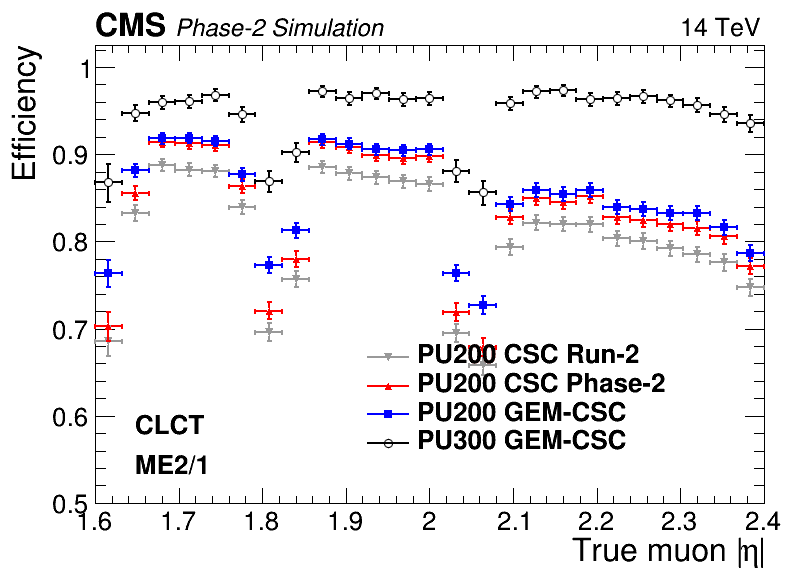 CMS Phase-2 Simulation 14 TeV
Efficiency
1
0.9
0.8
0.7
0.6
0.5
PU200 CSC Run-2
PU200 CSC Phase-2
PU200 GEM-CSC
PU300 GEM-CSC
CLCT
ME2/1
1.6 1.7 1.8 1.9 2 2.1 2.2 2.3 2.4
True muon |η|